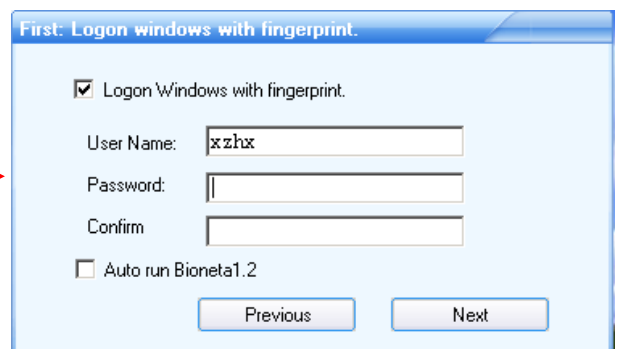 First: Logon windows with fingerprint.
Logon Windows with fingerprint.
User Name: xzhx
Password:
Confirm
Auto run Bioneta1.2
Previous Next